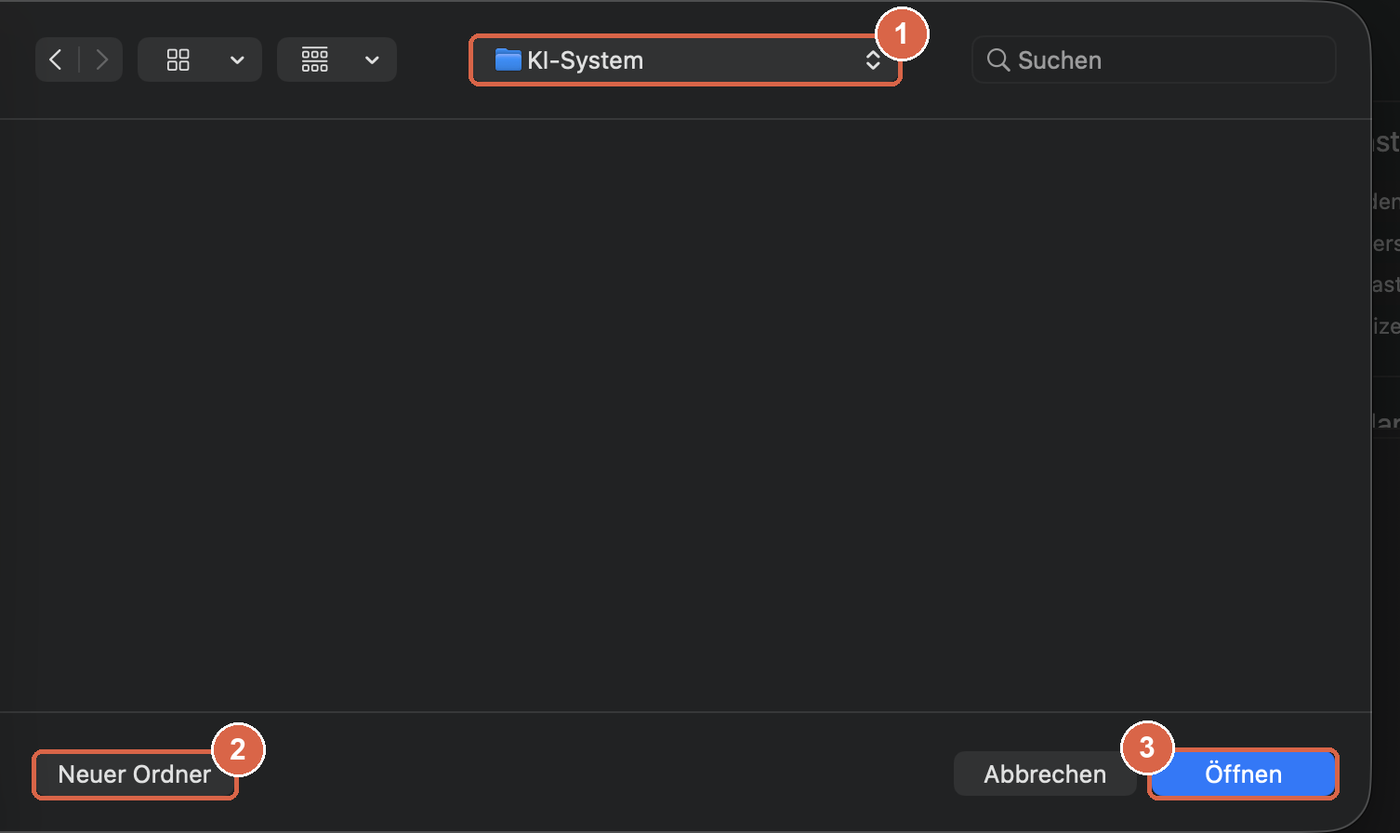 1
KI-System
Suchen
2
Neuer Ordner
Abbrechen
3
Öffnen